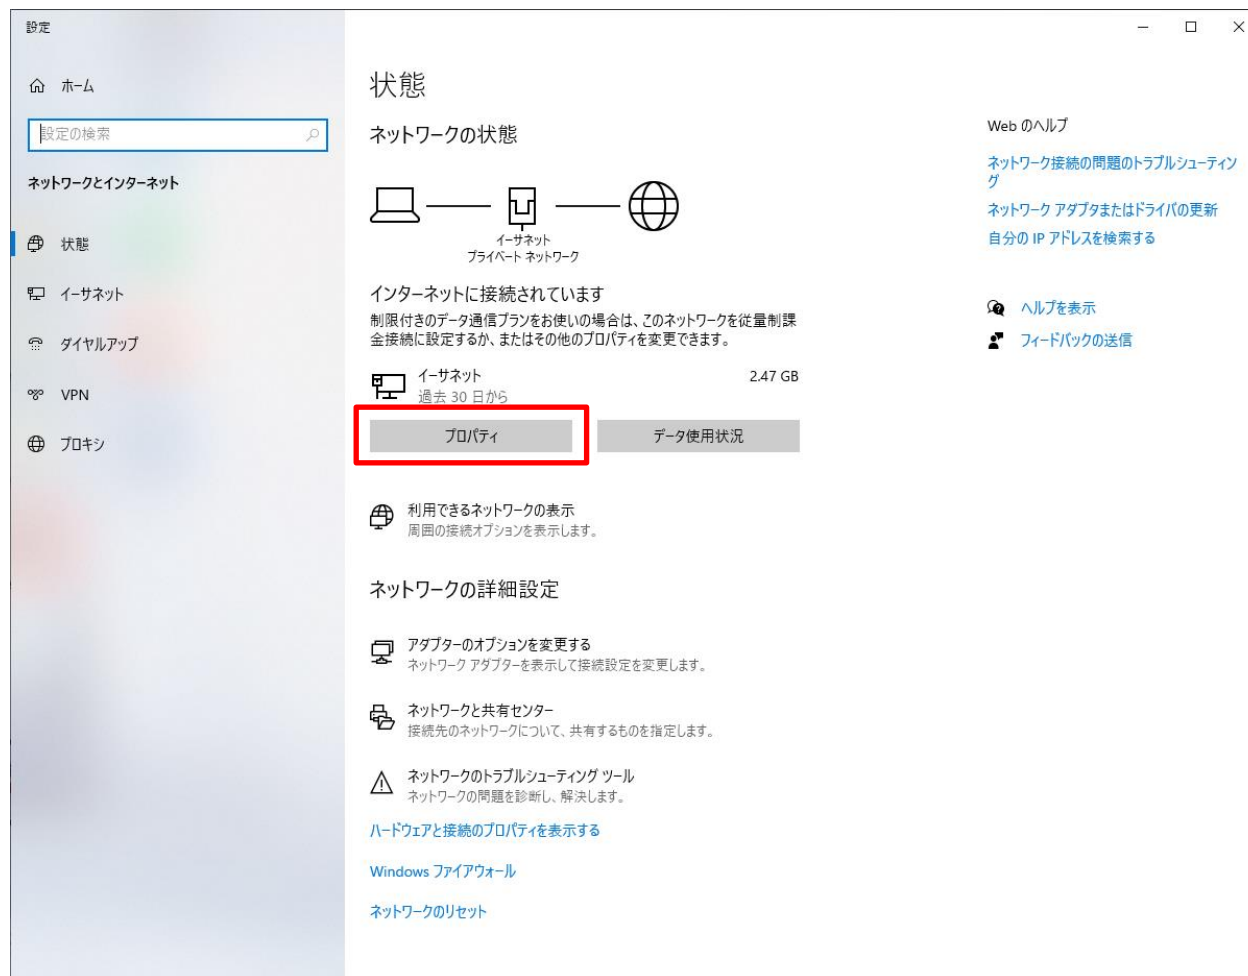 設定
ホーム
設定の検索
ネットワークとインターネット
状態
イーサネット
ダイヤルアップ
VPN
プロキシ
状態
ネットワークの状態
イーサネット
プライベート ネットワーク
インターネットに接続されています
制限付きのデータ通信プランをお使いの場合は、このネットワークを従量制課
金接続に設定するか、またはその他のプロパティを変更できます。
イーサネット
2.47 GB
過去 30 日から
プロパティ
データ使用状況
利用できるネットワークの表示
周囲の接続オプションを表示します。
ネットワークの詳細設定
アダプターのオプションを変更する
ネットワーク アダプターを表示して接続設定を変更します。
ネットワークと共有センター
接続先のネットワークについて、共有するものを指定します。
ネットワークのトラブルシューティング ツール
ネットワークの問題を診断し、解決します。
ハードウェアと接続のプロパティを表示する
Windows ファイアウォール
ネットワークのリセット
Web のヘルプ
ネットワーク接続の問題のトラブルシューティン
グ
ネットワーク アダプタまたはドライバの更新
自分の IP アドレスを検索する
ヘルプを表示
フィードバックの送信